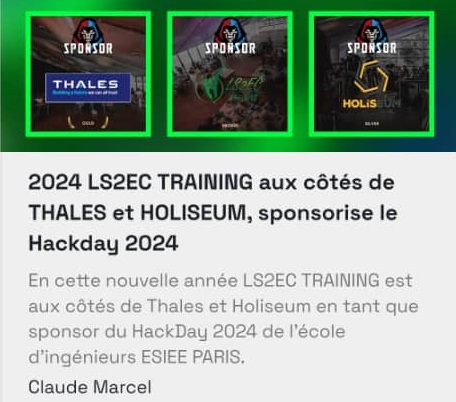 SPONSOR SPONSOR SPONSOR
THALES
Building a future we can all trust
LS2EC
HOLISEUM
GOLD
SILVER
2024 LS2EC TRAINING aux côtés de
THALES et HOLISEUM, sponsorise le
Hackday 2024
En cette nouvelle année LS2EC TRAINING est
aux côtés de Thales et Holiseum en tant que
sponsor du HackDay 2024 de l'école
d'ingénieurs ESIEE PARIS.
Claude Marcel